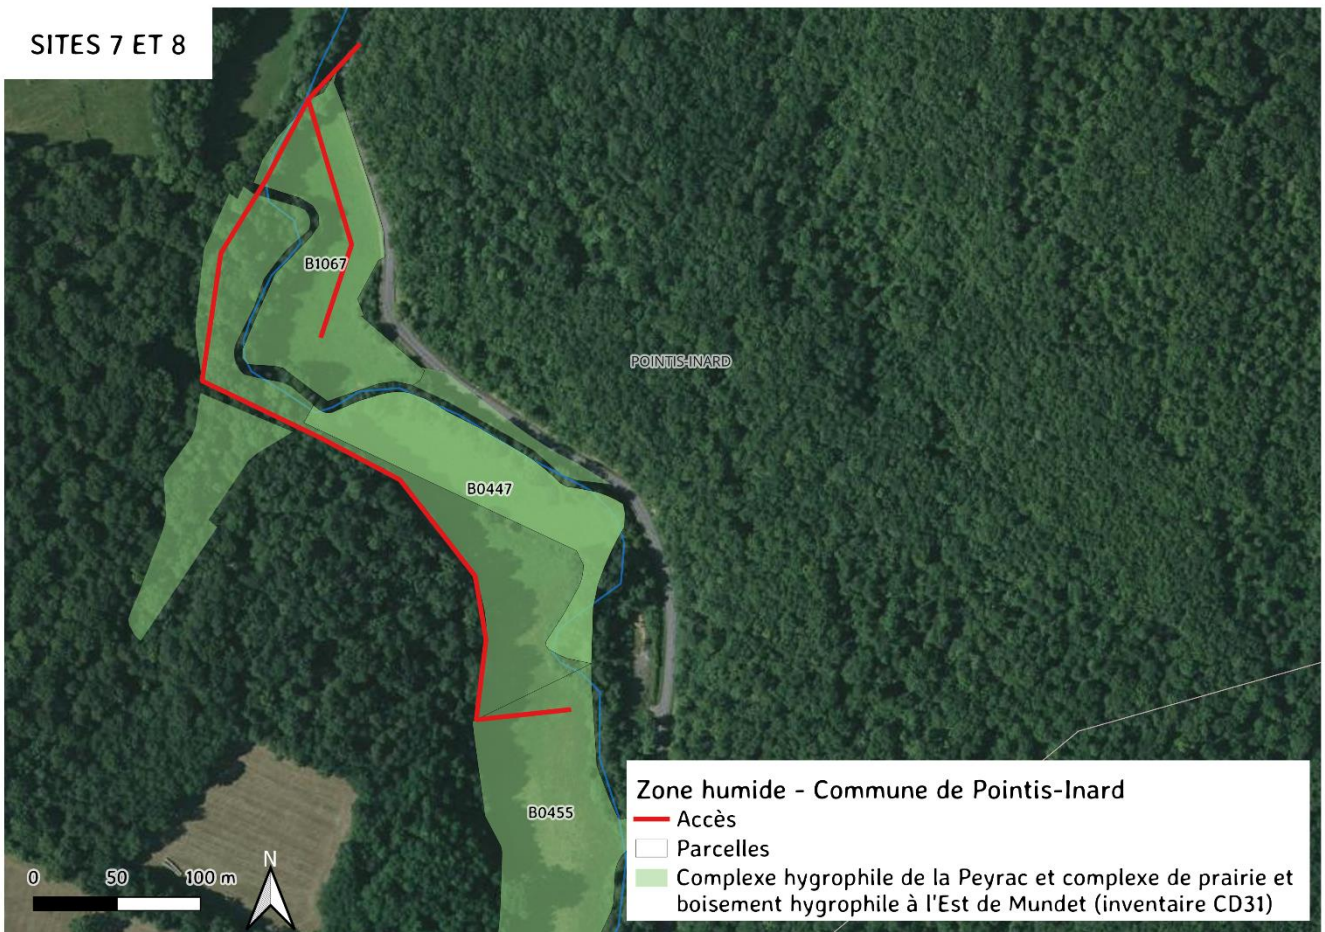 SITES 7 ET 8
B1067
POINTIS-INARD
B0447
B0455
0 50 100 m
N
Zone humide - Commune de Pointis-Inard
Accès
Parcelles
Complexe hygrophile de la Peyrac et complexe de prairie et
boisement hygrophile à l'Est de Mundet (inventaire CD31)